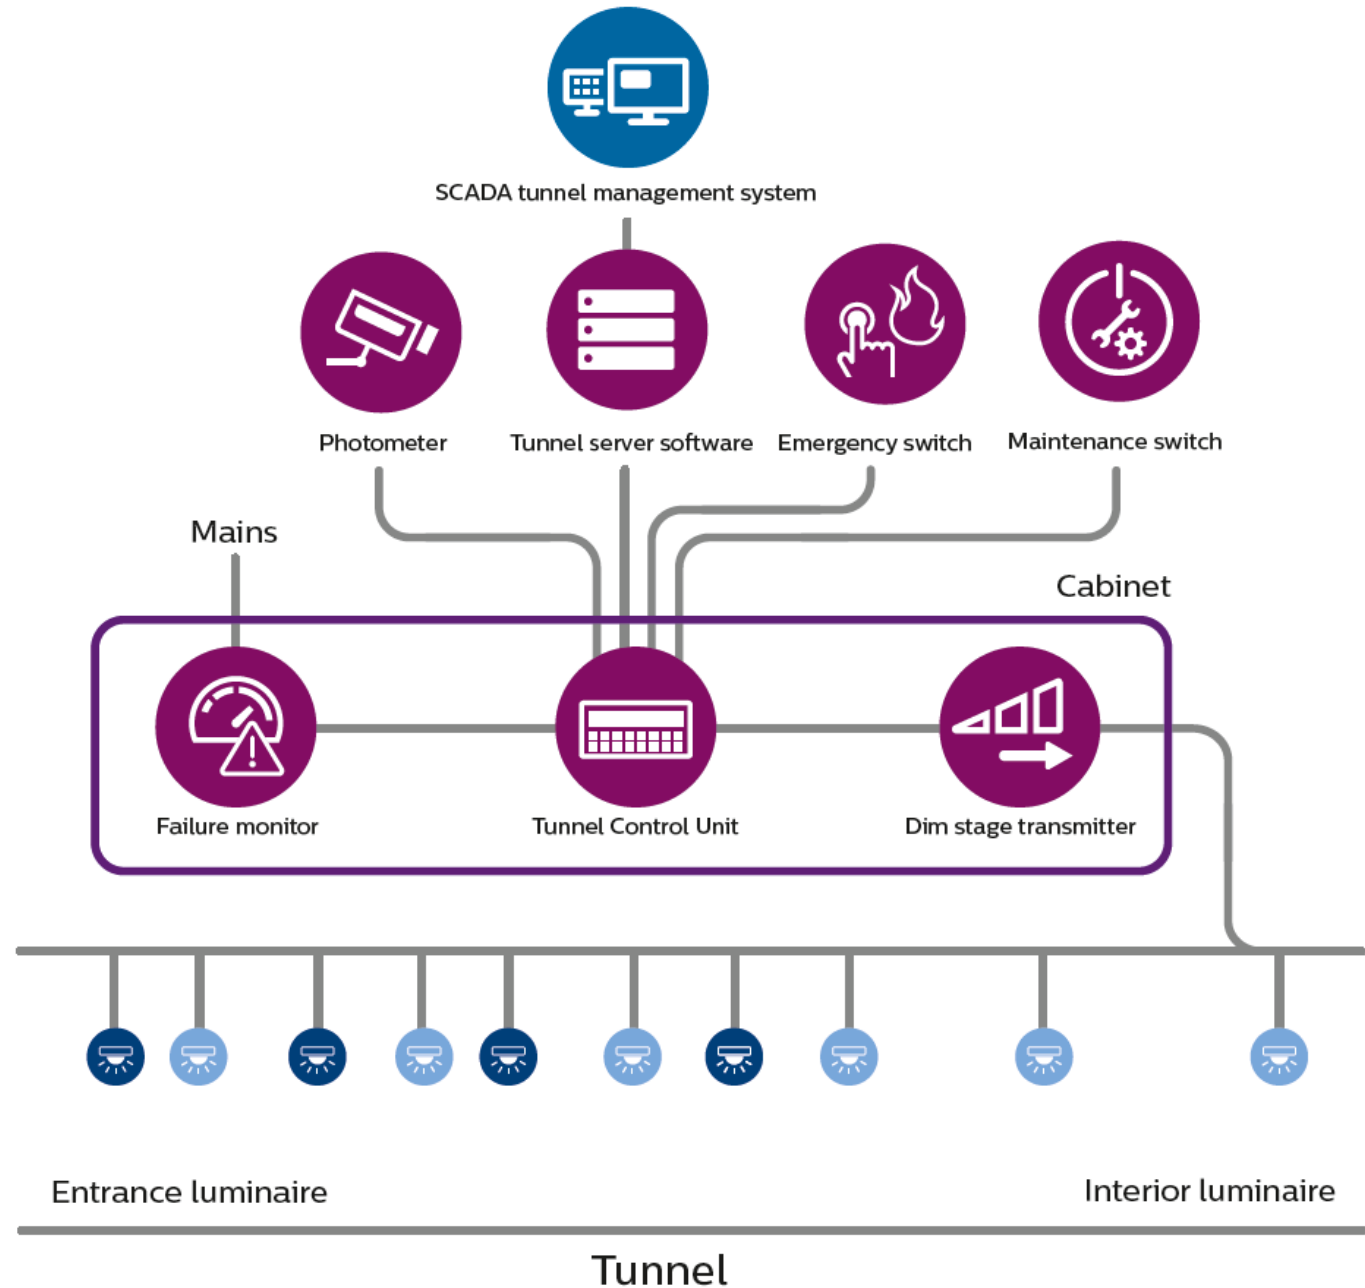 SCADA tunnel management system
Photometer
Tunnel server software
Emergency switch
Maintenance switch
Mains
Cabinet
Failure monitor
Tunnel Control Unit
Dim stage transmitter
Entrance luminaire
Interior luminaire
Tunnel